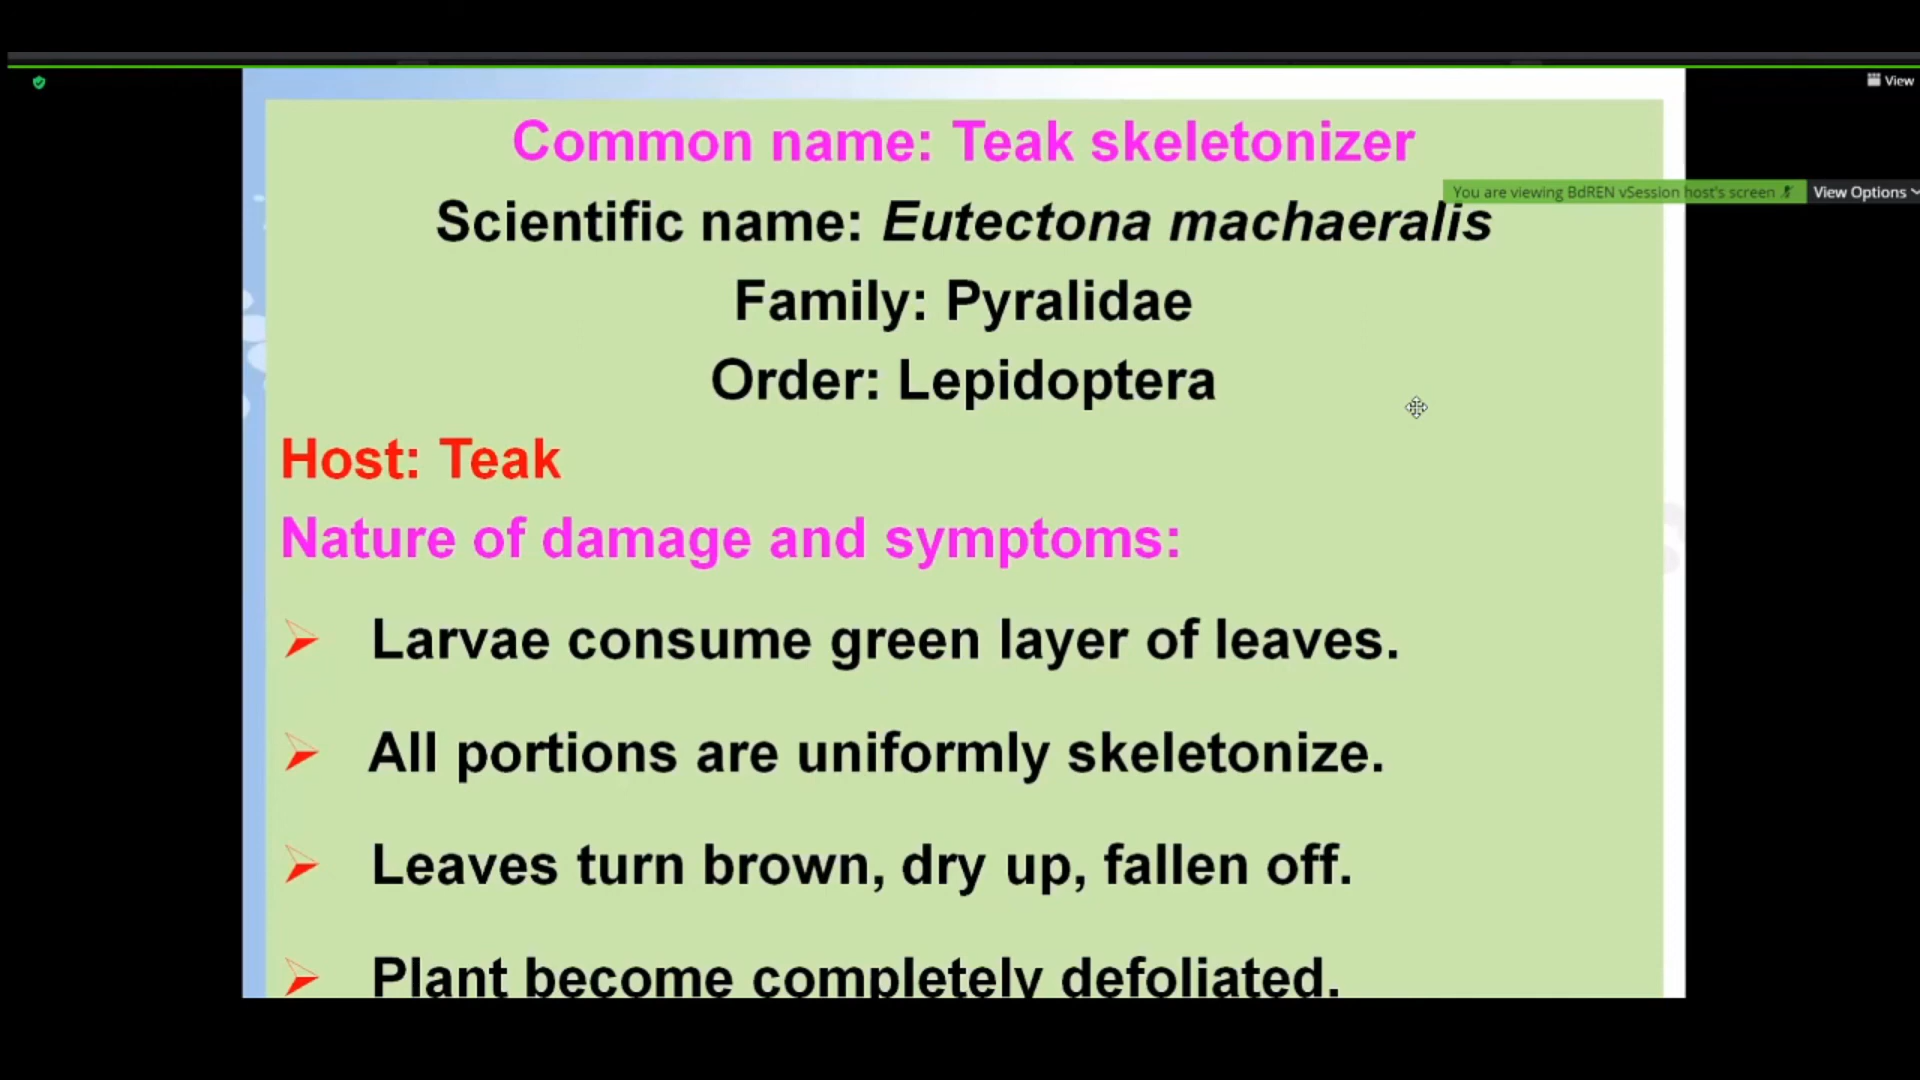 View
Common name: Teak skeletonizer
You are viewing BdREN vSession host's screen
View Options
Scientific name: Eutectona machaeralis
Family: Pyralidae
Order: Lepidoptera
Host: Teak
Nature of damage and symptoms:
Larvae consume green layer of leaves.
All portions are uniformly skeletonize.
Leaves turn brown, dry up, fallen off.
Plant become completely defoliated.